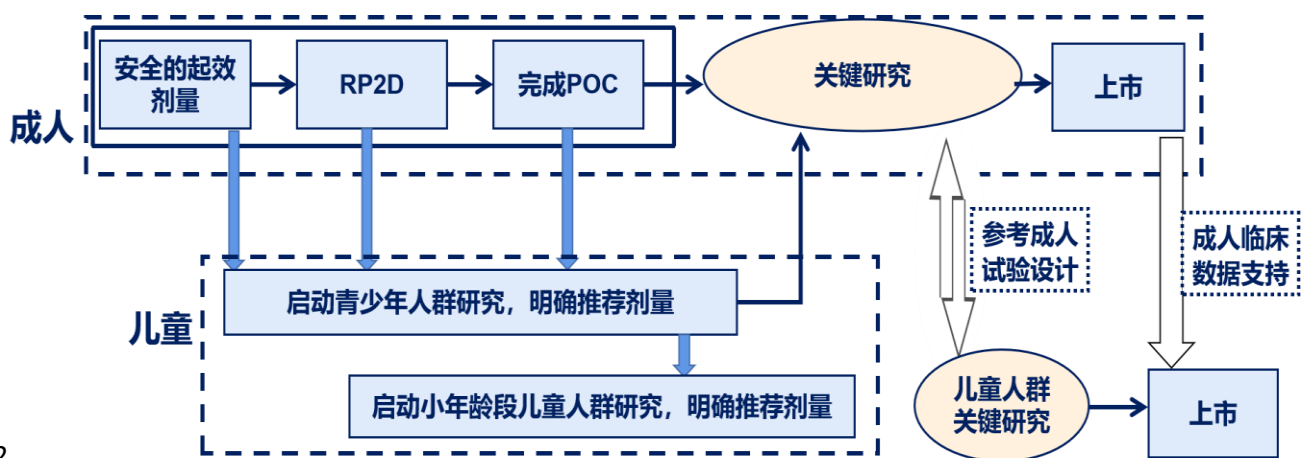 安全的起效
剂量
RP2D
完成POC
关键研究
上市
成人
参考成人
试验设计
成人临床
数据支持
启动青少年人群研究，明确推荐剂量
儿童
启动小年龄段儿童人群研究，明确推荐剂量
儿童人群
关键研究
上市